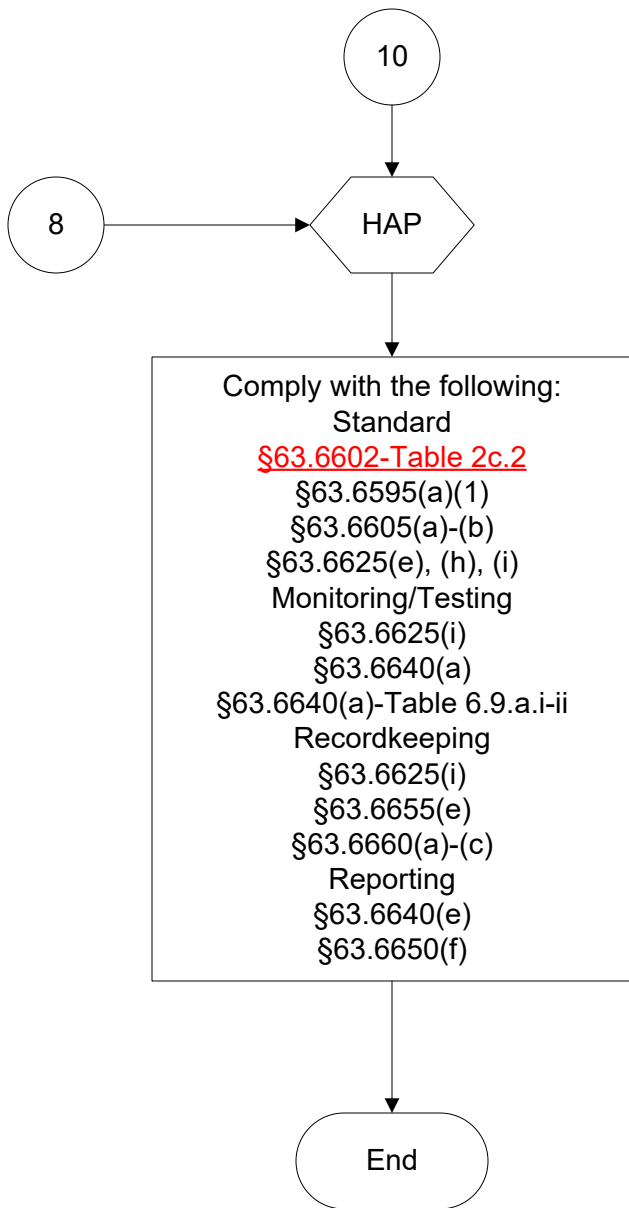 10
8
HAP
Comply with the following:
Standard
§63.6602-Table 2c.2
§63.6595(a)(1)
§63.6605(a)-(b)
§63.6625(e), (h), (i)
Monitoring/Testing
§63.6625(i)
§63.6640(a)
§63.6640(a)-Table 6.9.a.i-ii
Recordkeeping
§63.6625(i)
§63.6655(e)
§63.6660(a)-(c)
Reporting
§63.6640(e)
§63.6650(f)
End